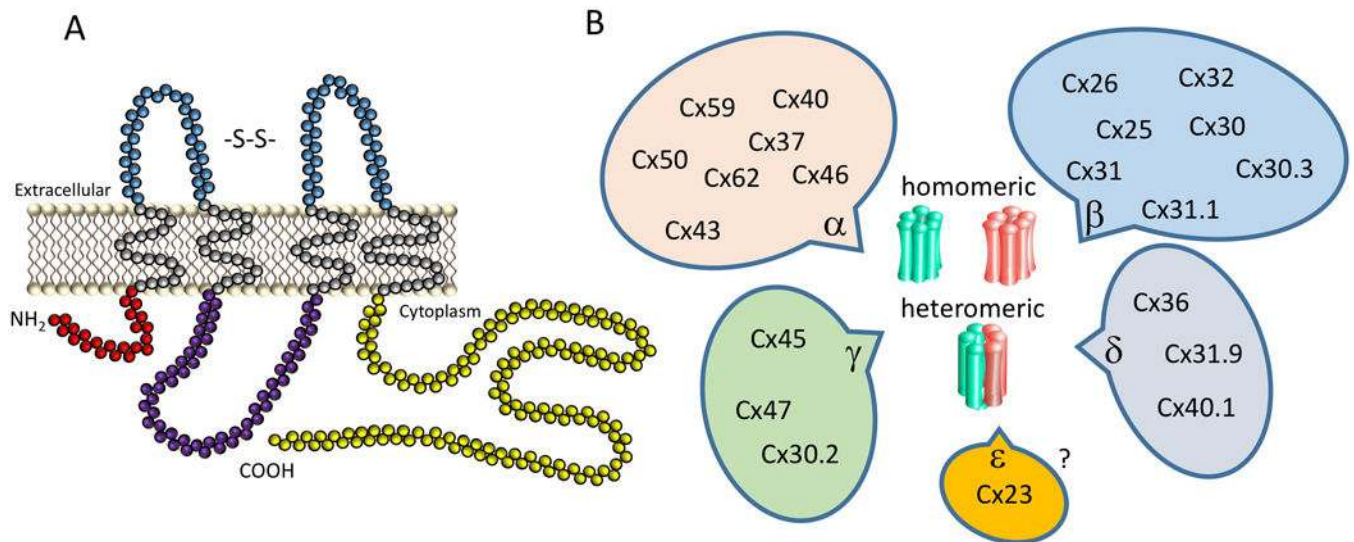 A
-S-S-
Extracellular
NH2
Cytoplasm
COOH
B
Cx59
Cx40
Cx37
Cx50
Cx62
Cx46
Cx43
α
homomeric
heteromeric
Cx26
Cx32
Cx25
Cx30
Cx31
Cx30.3
β
Cx31.1
Cx45
γ
Cx47
Cx30.2
Cx36
δ
Cx31.9
Cx40.1
ε
?
Cx23